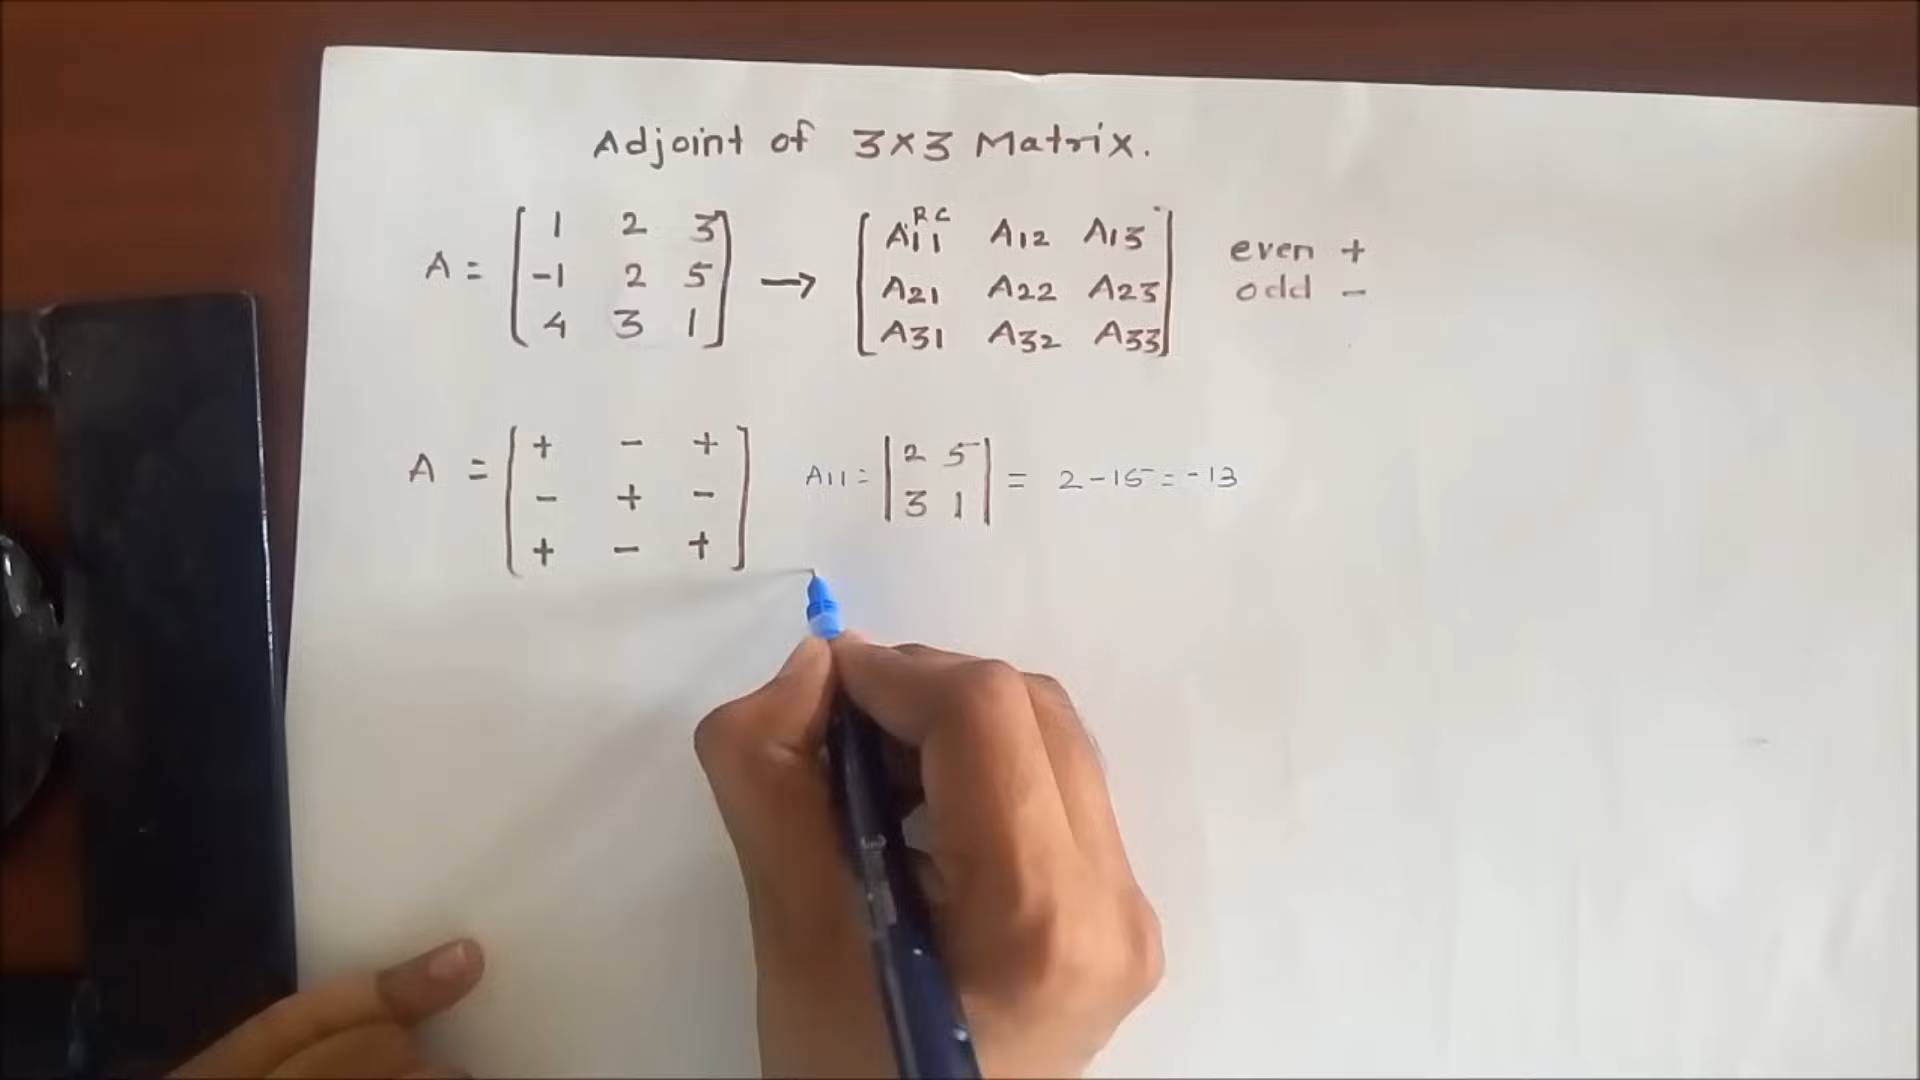 Adjoint of 3×3 Matrix.
A = [1 2 3
-1 2 5
4 3 1] → [A11 A12 A13
A21 A22 A23
A31 A32 A33]
R C
even +
odd -
A = [+ - +
- + -
+ - +]
A11 = |2 5
3 1| = 2-15=-13